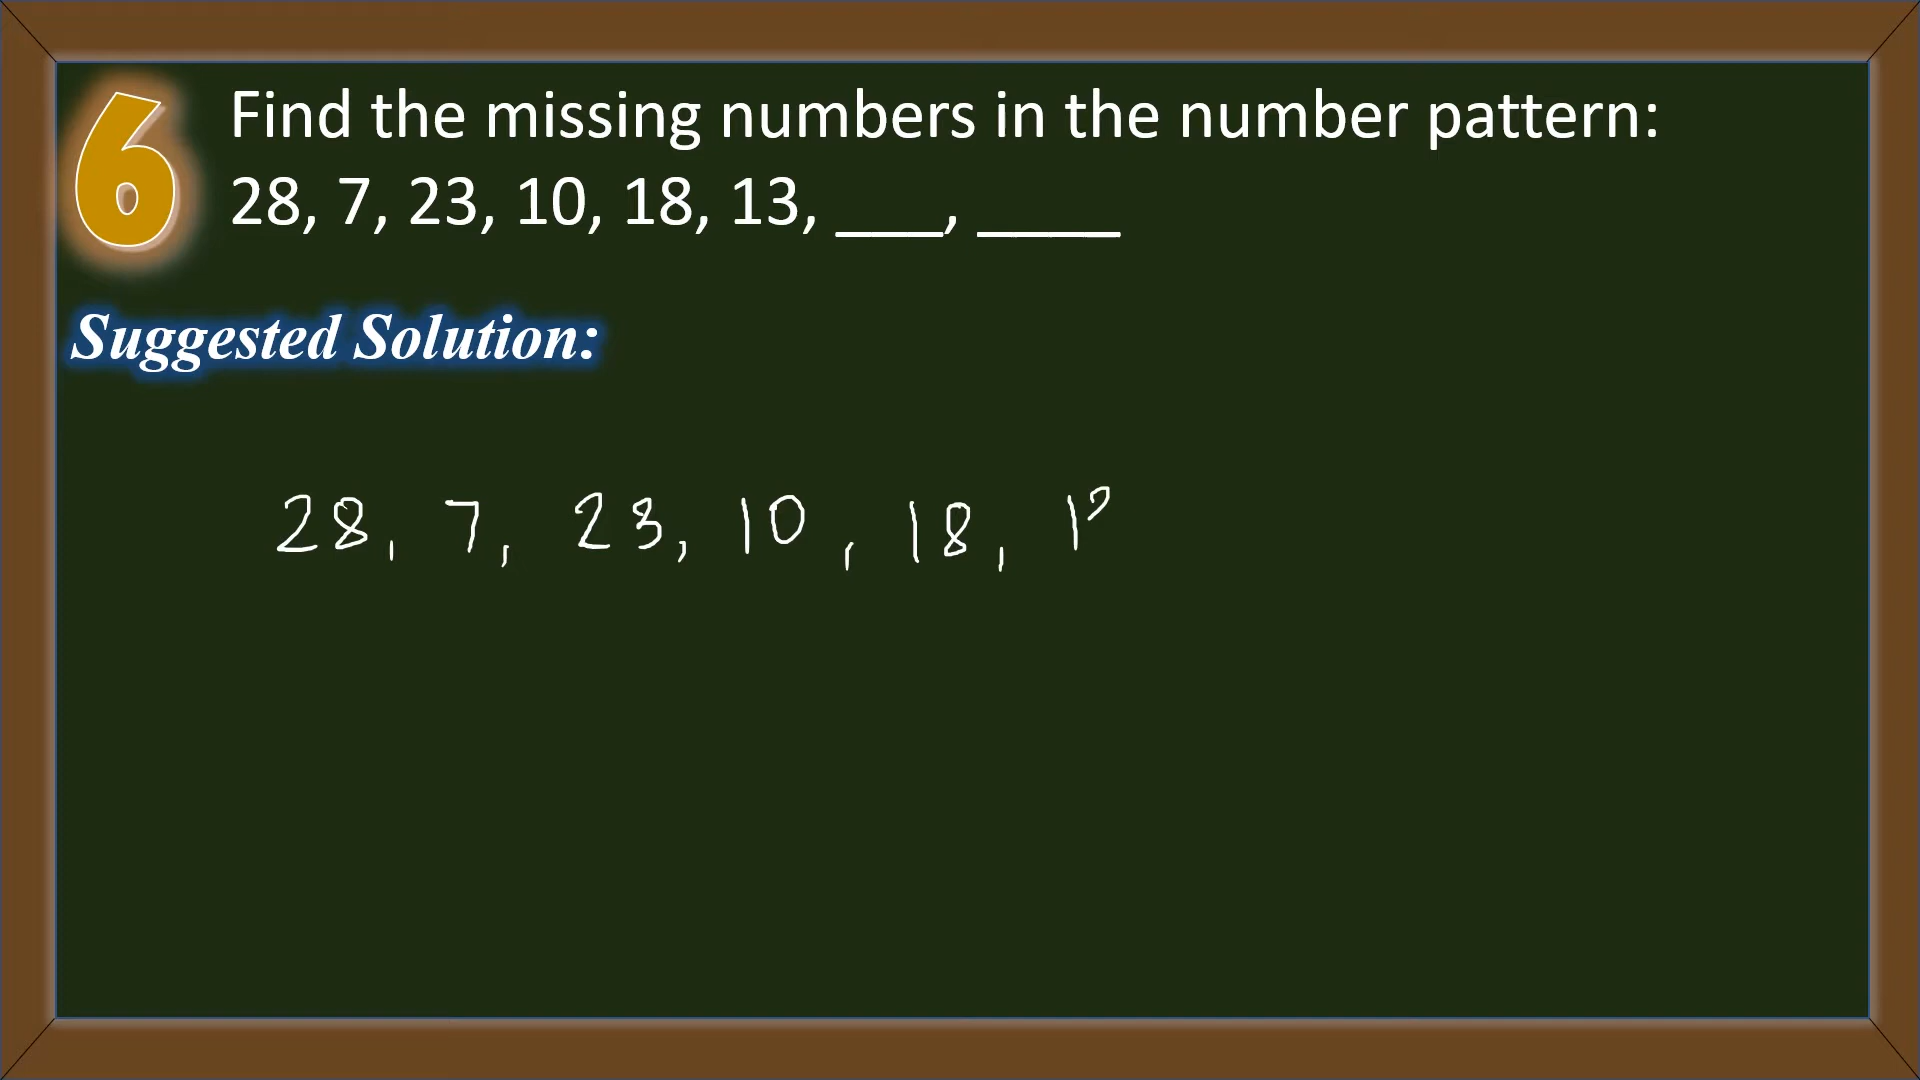 6
Find the missing numbers in the number pattern:
28, 7, 23, 10, 18, 13, ___, ____
Suggested Solution:
28, 7, 23, 10, 18, 1